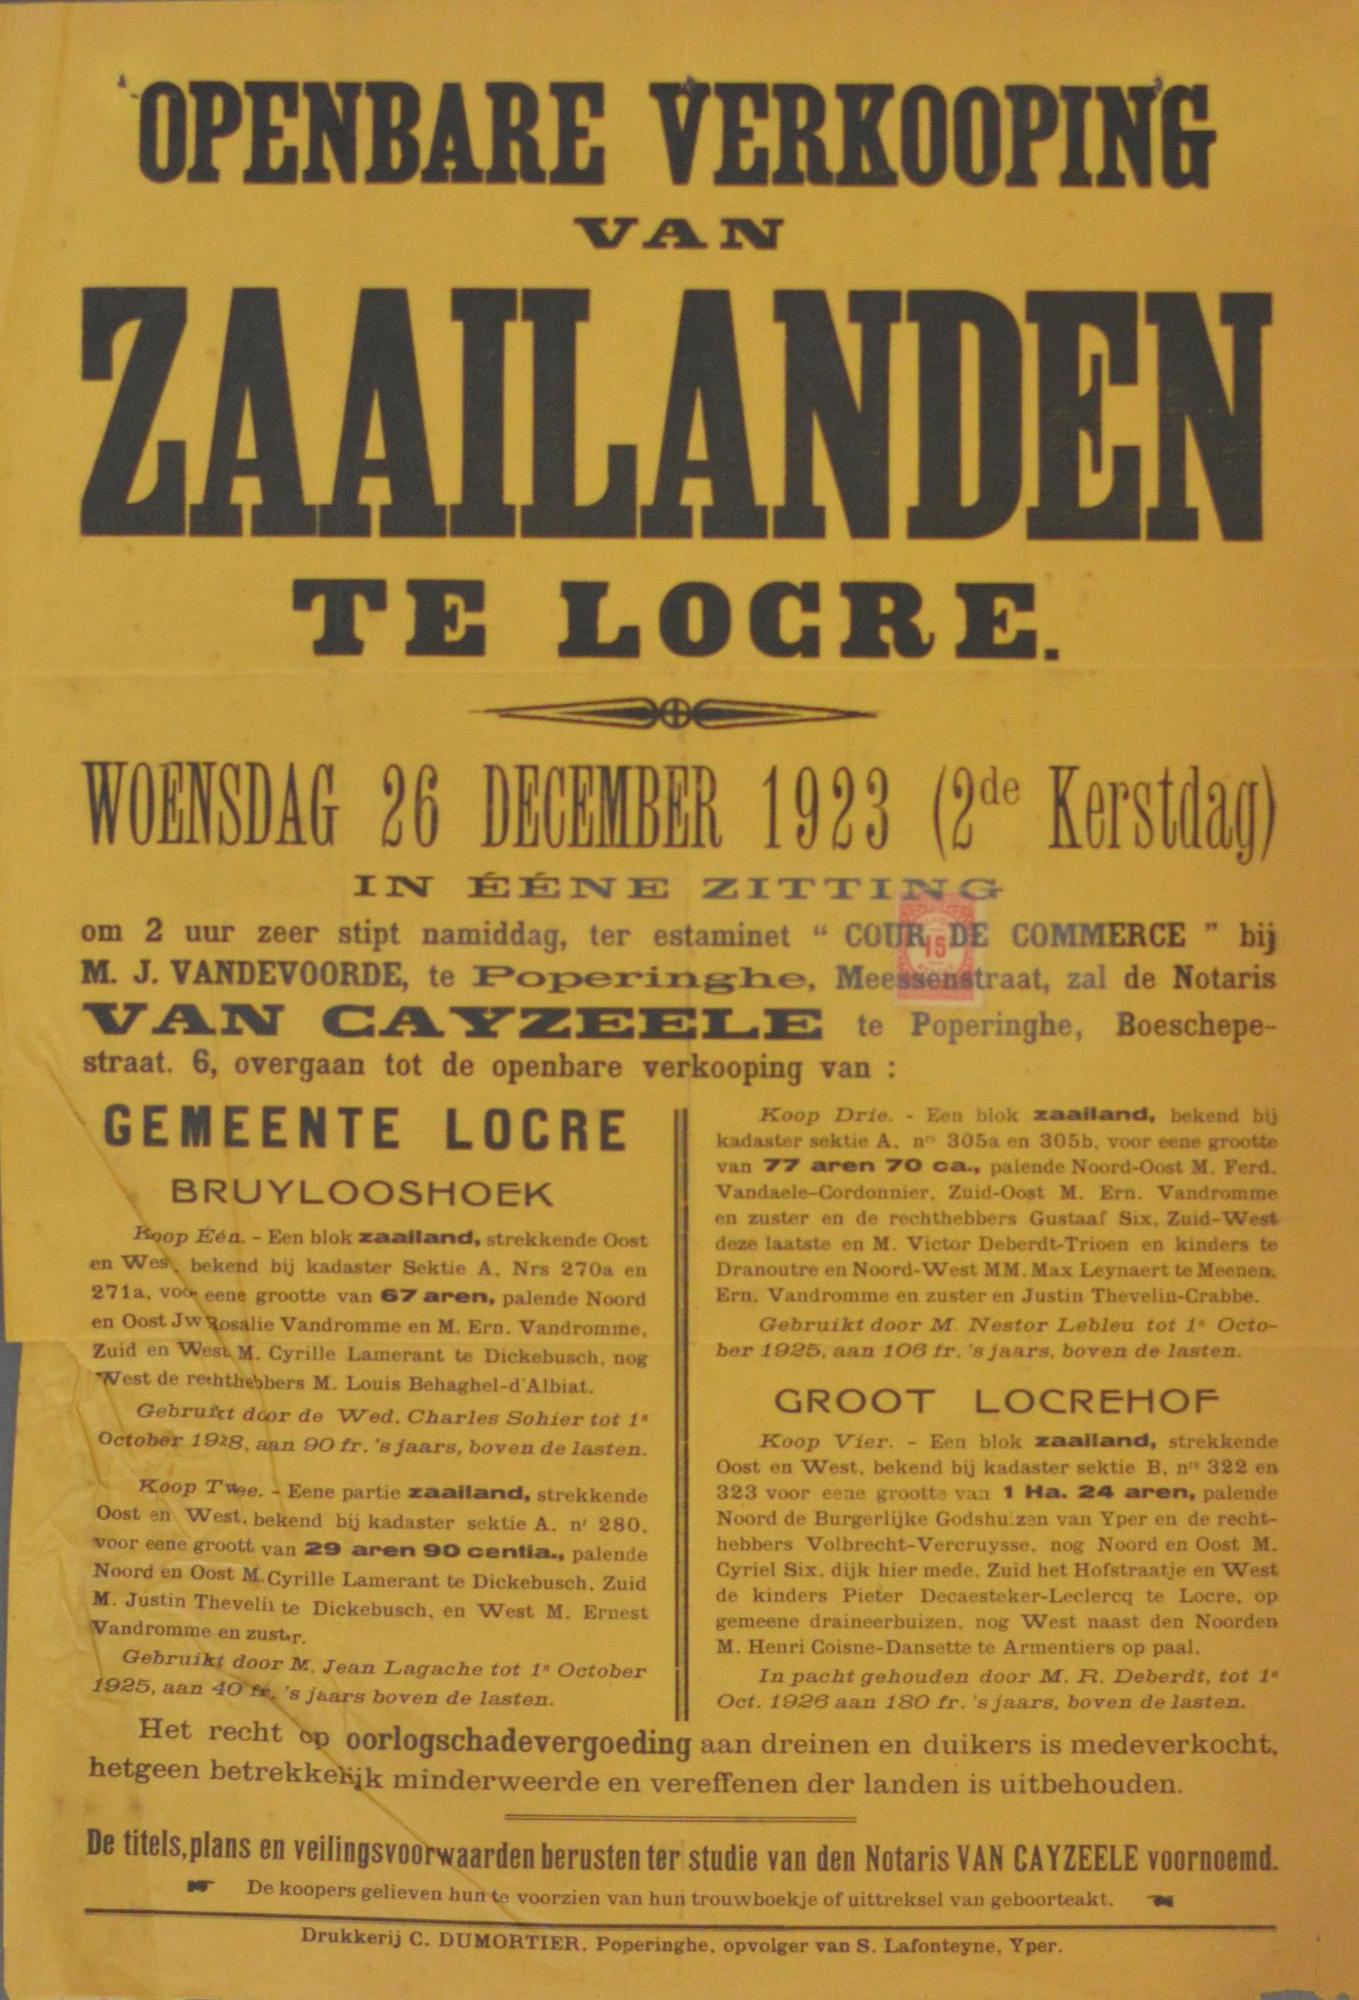 OPENBARE VERKOOPING
VAN
ZAAILANDEN
TE LOCRE.
WOENSDAG 26 DECEMBER 1923 (2de Kerstdag)
IN ÉÉNE ZITTING
om 2 uur zeer stipt namiddag, ter estaminet “ COUR DE COMMERCE ” bij
M. J. VANDEVOORDE, te Poperinghe, Meessenstraat, zal de Notaris
VAN CAYZEELE te Poperinghe, Boeschepe-
straat. 6, overgaan tot de openbare verkooping van :
15
GEMEENTE LOCRE
BRUYLOOSHOEK
Koop Één. - Een blok zaailand, strekkende Oost
en Wes, bekend bij kadaster Sektie A, Nrs 270a en
271a, voor eene grootte van 67 aren, palende Noord
en Oost Jw Rosalie Vandromme en M. Ern. Vandromme,
Zuid en West M. Cyrille Lamerant te Dickebusch, nog
West de rechthebbers M. Louis Behaghel-d'Albiat.
Gebruikt door de Wed. Charles Sohier tot 1n
October 1928, aan 90 fr. 's jaars, boven de lasten.
Koop Twee. - Eene partie zaailand, strekkende
Oost en West, bekend bij kadaster sektie A, nr 280,
voor eene groott van 29 aren 90 centia., palende
Noord en Oost M. Cyrille Lamerant te Dickebusch, Zuid
M. Justin Thevelin te Dickebusch, en West M. Ernest
Vandromme en zuster.
Gebruikt door M. Jean Lagache tot 1n October
1925, aan 40 fr. 's jaars boven de lasten.
Koop Drie. - Een blok zaailand, bekend bij
kadaster sektie A, nrs 305a en 305b, voor eene grootte
van 77 aren 70 ca., palende Noord-Oost M. Ferd.
Vandaele-Cordonnier, Zuid-Oost M. Ern. Vandromme
en zuster en de rechthebbers Gustaaf Six, Zuid-West
deze laatste en M. Victor Deberdt-Trioen en kinders te
Dranoutre en Noord-West MM. Max Leynaert te Meenen,
Ern. Vandromme en zuster en Justin Thevelin-Crabbe.
Gebruikt door M. Nestor Lebleu tot 1n Octo-
ber 1925, aan 106 fr. 's jaars, boven de lasten.
GROOT LOCREHOF
Koop Vier. - Een blok zaailand, strekkende
Oost en West, bekend bij kadaster sektie B, nrs 322 en
323 voor eene grootte van 1 Ha. 24 aren, palende
Noord de Burgerlijke Godshuizen van Yper en de recht-
hebbers Volbrecht-Vercruysse, nog Noord en Oost M.
Cyriel Six, dijk hier mede, Zuid het Hofstraatje en West
de kinders Pieter Decaesteker-Leclercq te Locre, op
gemeene draineerbuizen, nog West naast den Noorden
M. Henri Coisne-Dansette te Armentiers op paal.
In pacht gehouden door M. R. Deberdt, tot 1n
Oct. 1926 aan 180 fr. 's jaars, boven de lasten.
Het recht op oorlogschadevergoeding aan dreinen en duikers is medeverkocht,
hetgeen betrekkelijk minderweerde en vereffenen der landen is uitbehouden.
De titels, plans en veilingsvoorwaarden berusten ter studie van den Notaris VAN CAYZEELE voornoemd.
De koopers gelieven hun te voorzien van hun trouwboekje of uittreksel van geboorteakt.
Drukkerij C. DUMORTIER, Poperinghe, opvolger van S. Lafonteyne, Yper.